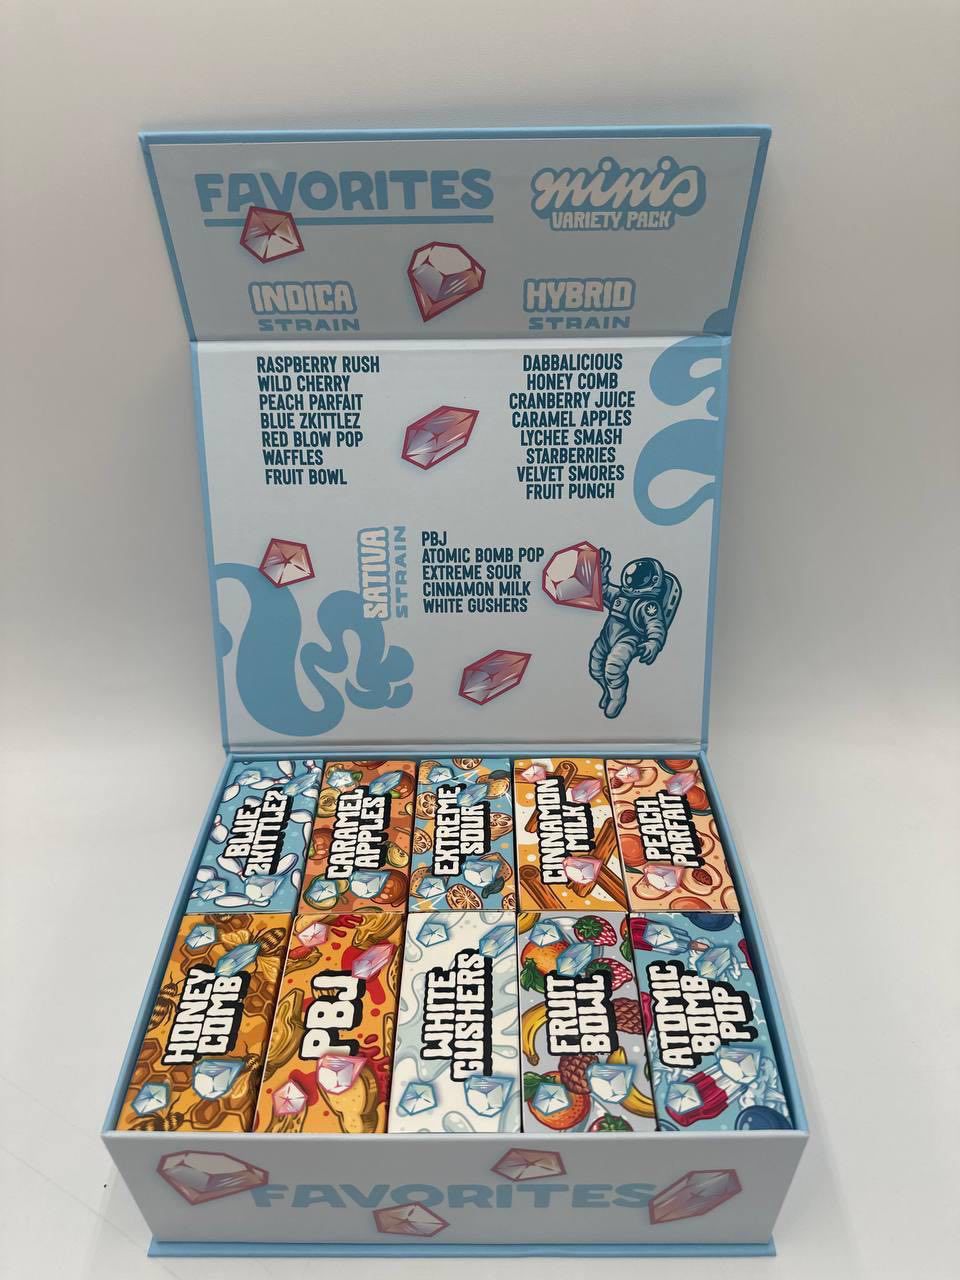 FAVORITES
minis
VARIETY PACK
INDICA
STRAIN
HYBRID
STRAIN
RASPBERRY RUSH
WILD CHERRY
PEACH PARFAIT
BLUE ZKITTLEZ
RED BLOW POP
WAFFLES
FRUIT BOWL
DABBALICIOUS
HONEY COMB
CRANBERRY JUICE
CARAMEL APPLES
LYCHEE SMASH
STARBERRIES
VELVET SMORES
FRUIT PUNCH
SATIVA
STRAIN
PBJ
ATOMIC BOMB POP
EXTREME SOUR
CINNAMON MILK
WHITE GUSHERS
BLUE
ZKITTLEZ
CARAMEL
APPLES
EXTREME
SOUR
CINNAMON
MILK
PEACH
PARFAIT
HONEY
COMB
PBJ
WHITE
GUSHERS
FRUIT
BOWL
ATOMIC
BOMB
POP
FAVORITES